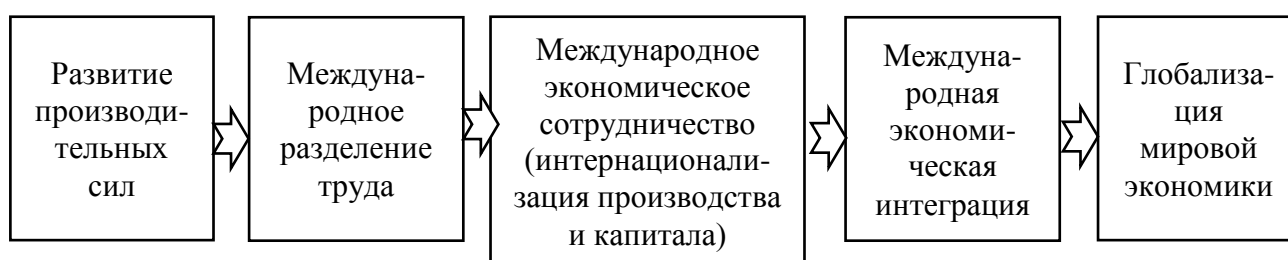 Развитие
производи-
тельных
сил
Междуна-
родное
разделение
труда
Международное
экономическое
сотрудничество
(интернационали-
зация производства
и капитала)
Междуна-
родная
экономи-
ческая
интеграция
Глобализа-
ция
мировой
экономики